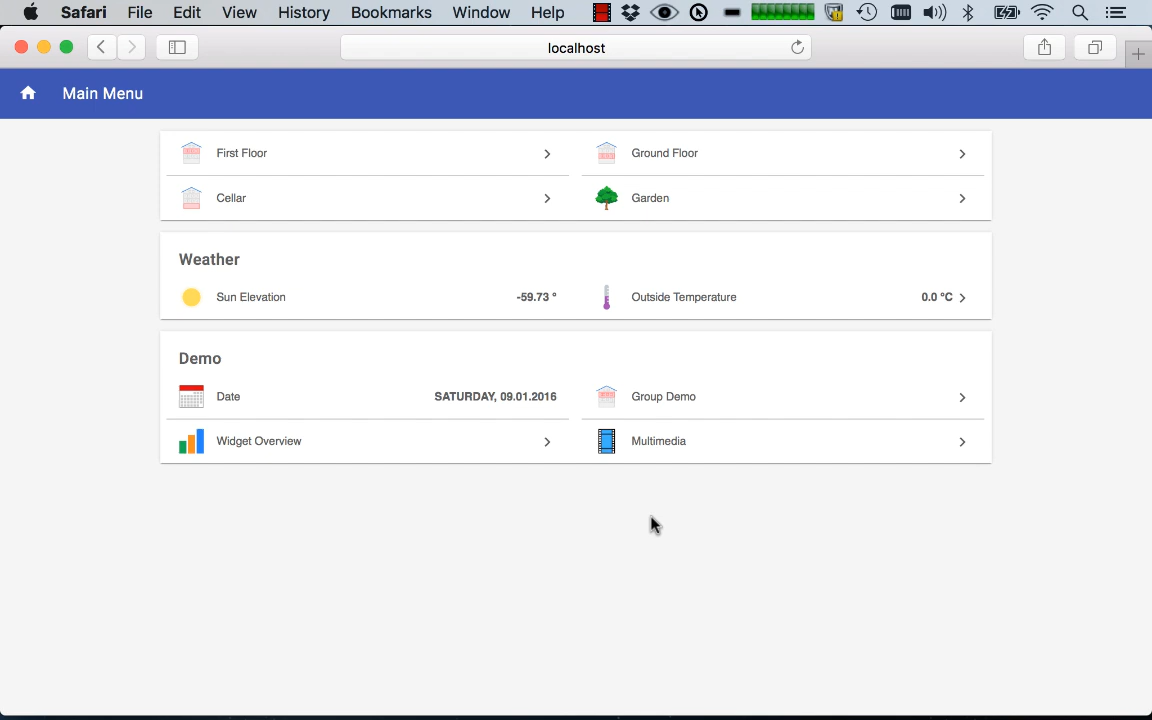 Safari File Edit View History Bookmarks Window Help
localhost
Main Menu
First Floor
Ground Floor
Cellar
Garden
Weather
Sun Elevation -59.73 °
Outside Temperature 0.0 °C
Demo
Date SATURDAY, 09.01.2016
Group Demo
Widget Overview
Multimedia